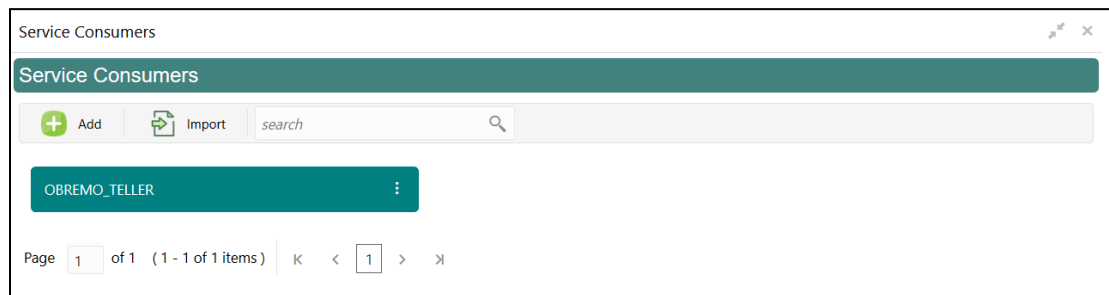 Service Consumers
Service Consumers
Add Import search
OBREMO_TELLER
Page 1 of 1 (1 - 1 of 1 items) K < 1 > >|